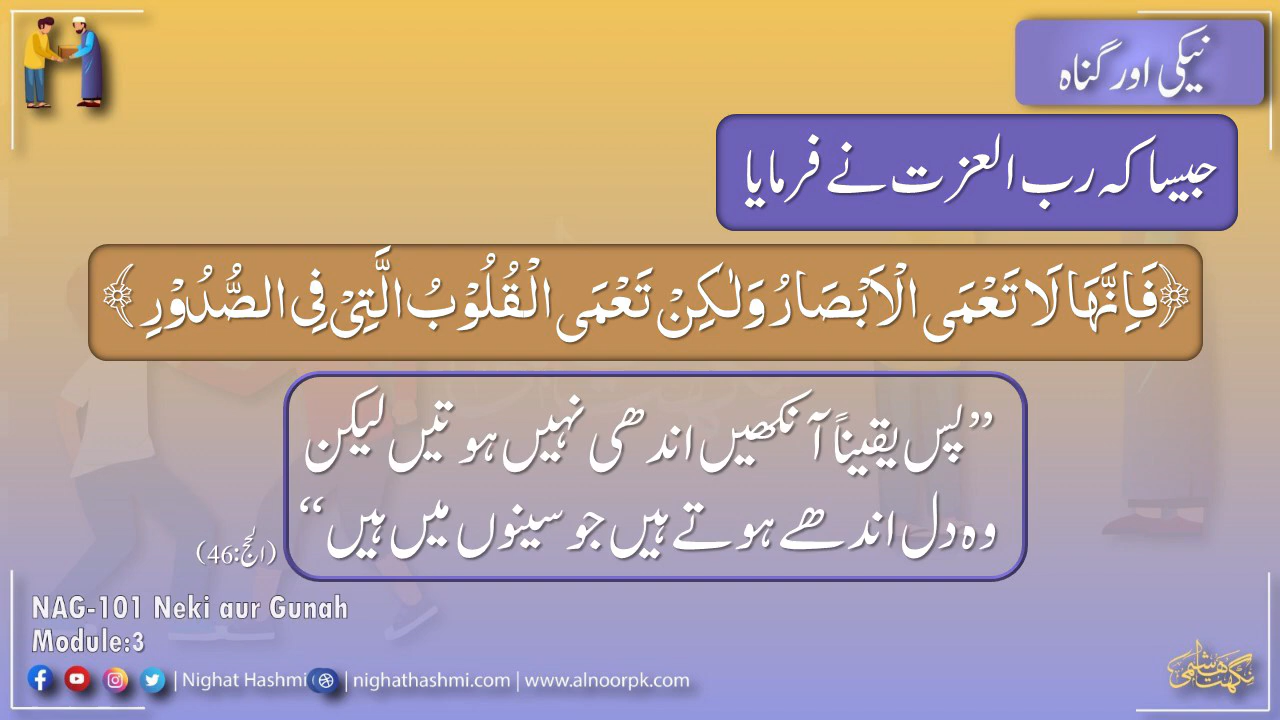 نیکی اور گناہ
جیسا کہ رب العزت نے فرمایا
﴿فَاِنَّهَا لَا تَعْمَى الْاَبْصَارُ وَلٰكِنْ تَعْمَى الْقُلُوْبُ الَّتِيْ فِي الصُّدُوْرِ﴾
”پس یقیناً آنکھیں اندھی نہیں ہوتیں لیکن
وہ دل اندھے ہوتے ہیں جو سینوں میں ہیں“
(الحج:46)
NAG-101 Neki aur Gunah
Module:3
| Nighat Hashmi | nighathashmi.com | www.alnoorpk.com
نگہت ہاشمی